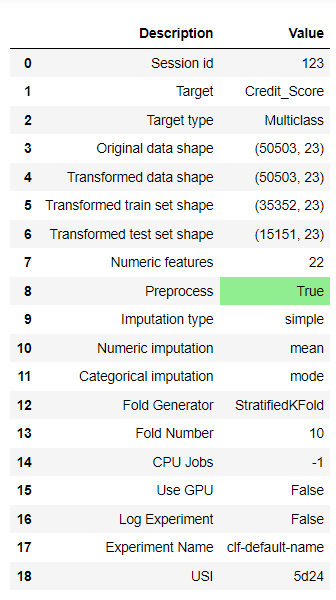 Description Value
0 Session id 123
1 Target Credit_Score
2 Target type Multiclass
3 Original data shape (50503, 23)
4 Transformed data shape (50503, 23)
5 Transformed train set shape (35352, 23)
6 Transformed test set shape (15151, 23)
7 Numeric features 22
8 Preprocess True
9 Imputation type simple
10 Numeric imputation mean
11 Categorical imputation mode
12 Fold Generator StratifiedKFold
13 Fold Number 10
14 CPU Jobs -1
15 Use GPU False
16 Log Experiment False
17 Experiment Name clf-default-name
18 USI 5d24